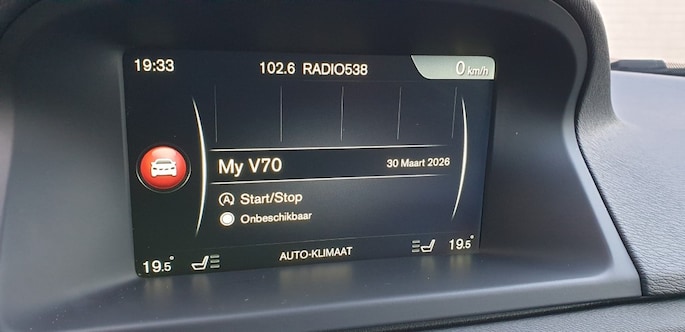 19:33
102.6 RADIO538
0 km/h
My V70
30 Maart 2026
A Start/Stop
Onbeschikbaar
19.5°
AUTO-KLIMAAT
19.5°